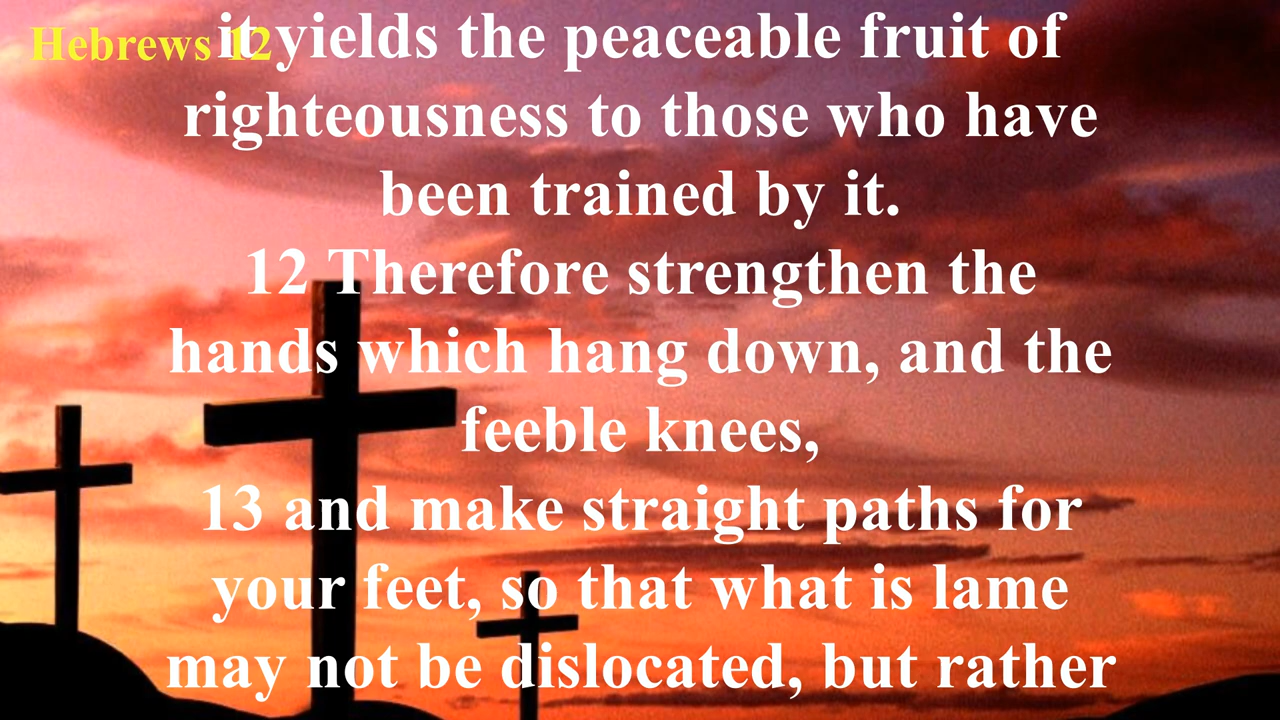 Hebrews 12
it yields the peaceable fruit of
righteousness to those who have
been trained by it.
12 Therefore strengthen the
hands which hang down, and the
feeble knees,
13 and make straight paths for
your feet, so that what is lame
may not be dislocated, but rather